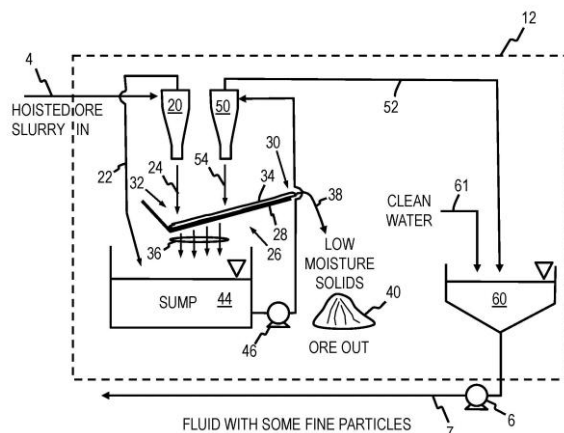 12
4
20
50
52
HOISTED ORE
SLURRY IN
22
24
54
30
34
32
38
61
CLEAN
WATER
28
36
26
LOW
MOISTURE
SOLIDS
SUMP 44
60
40
46
ORE OUT
6
7
FLUID WITH SOME FINE PARTICLES